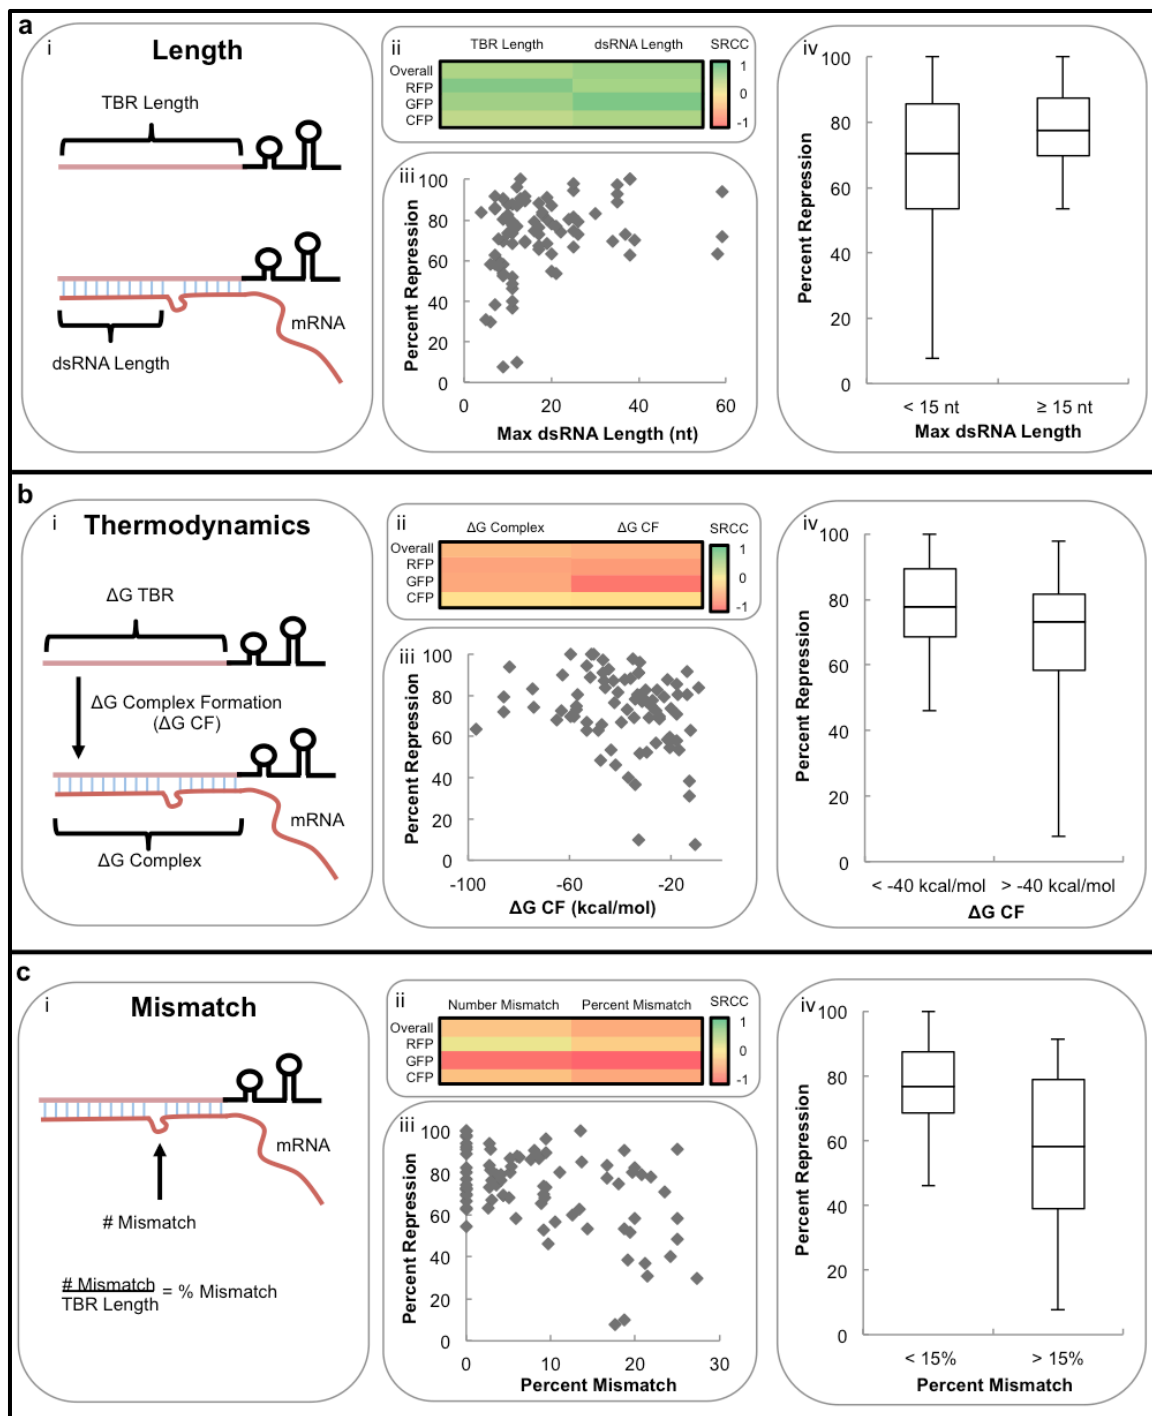 a
i
Length
TBR Length
mRNA
dsRNA Length
ii
TBR Length dsRNA Length SRCC
Overall
RFP
GFP
CFP
1
0
-1
iii
Percent Repression
100
80
60
40
20
0
0 20 40 60
Max dsRNA Length (nt)
iv
Percent Repression
100
80
60
40
20
0
< 15 nt ≥ 15 nt
Max dsRNA Length
b
i
Thermodynamics
ΔG TBR
ΔG Complex Formation
(ΔG CF)
mRNA
ΔG Complex
ii
ΔG Complex ΔG CF SRCC
Overall
RFP
GFP
CFP
1
0
-1
iii
Percent Repression
100
80
60
40
20
0
-100 -60 -20
ΔG CF (kcal/mol)
iv
Percent Repression
100
80
60
40
20
0
< -40 kcal/mol > -40 kcal/mol
ΔG CF
c
i
Mismatch
mRNA
# Mismatch
# Mismatch
TBR Length
= % Mismatch
ii
Number Mismatch Percent Mismatch SRCC
Overall
RFP
GFP
CFP
1
0
-1
iii
Percent Repression
100
80
60
40
20
0
0 10 20 30
Percent Mismatch
iv
Percent Repression
100
80
60
40
20
0
< 15% > 15%
Percent Mismatch